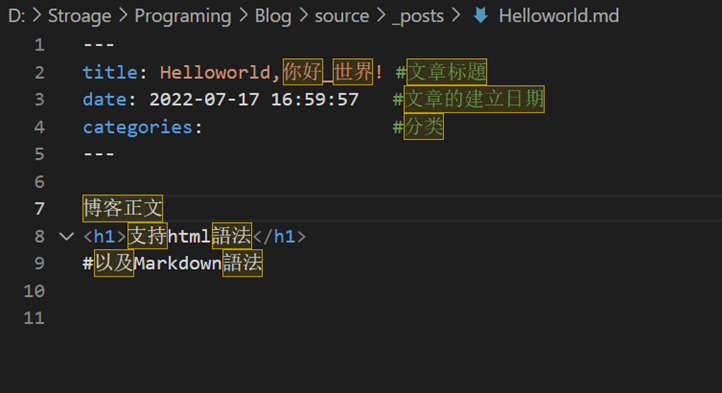 D: > Stroage > Programing > Blog > source > _posts > Helloworld.md
1 ---
2 title: Helloworld,你好_世界! #文章标題
3 date: 2022-07-17 16:59:57 #文章的建立日期
4 categories: #分类
5 ---
6
7 博客正文
8 <h1>支持html語法</h1>
9 #以及Markdown語法
10
11